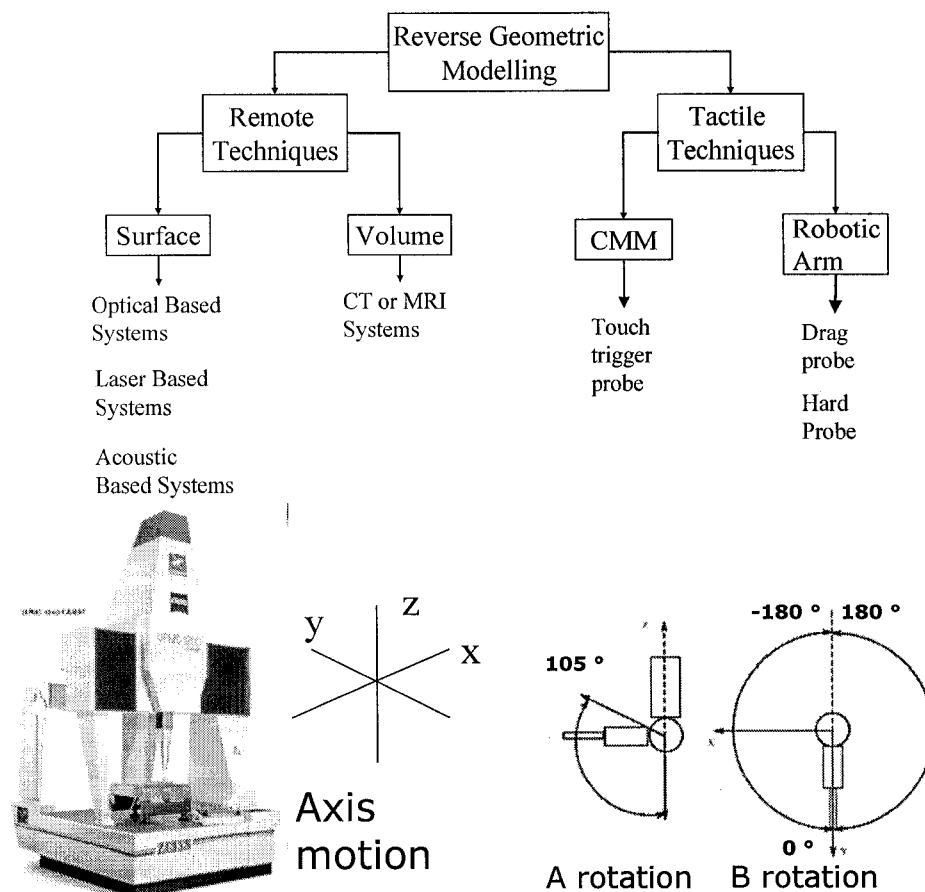 Reverse Geometric
Modelling
Remote
Techniques
Tactile
Techniques
Surface
Volume
CMM
Robotic
Arm
Optical Based
Systems
Laser Based
Systems
Acoustic
Based Systems
CT or MRI
Systems
Touch
trigger
probe
Drag
probe
Hard
Probe
ZEISS
z
y
x
Axis
motion
z
105 °
A rotation
-180 ° 180 °
X
0 °
Y
B rotation